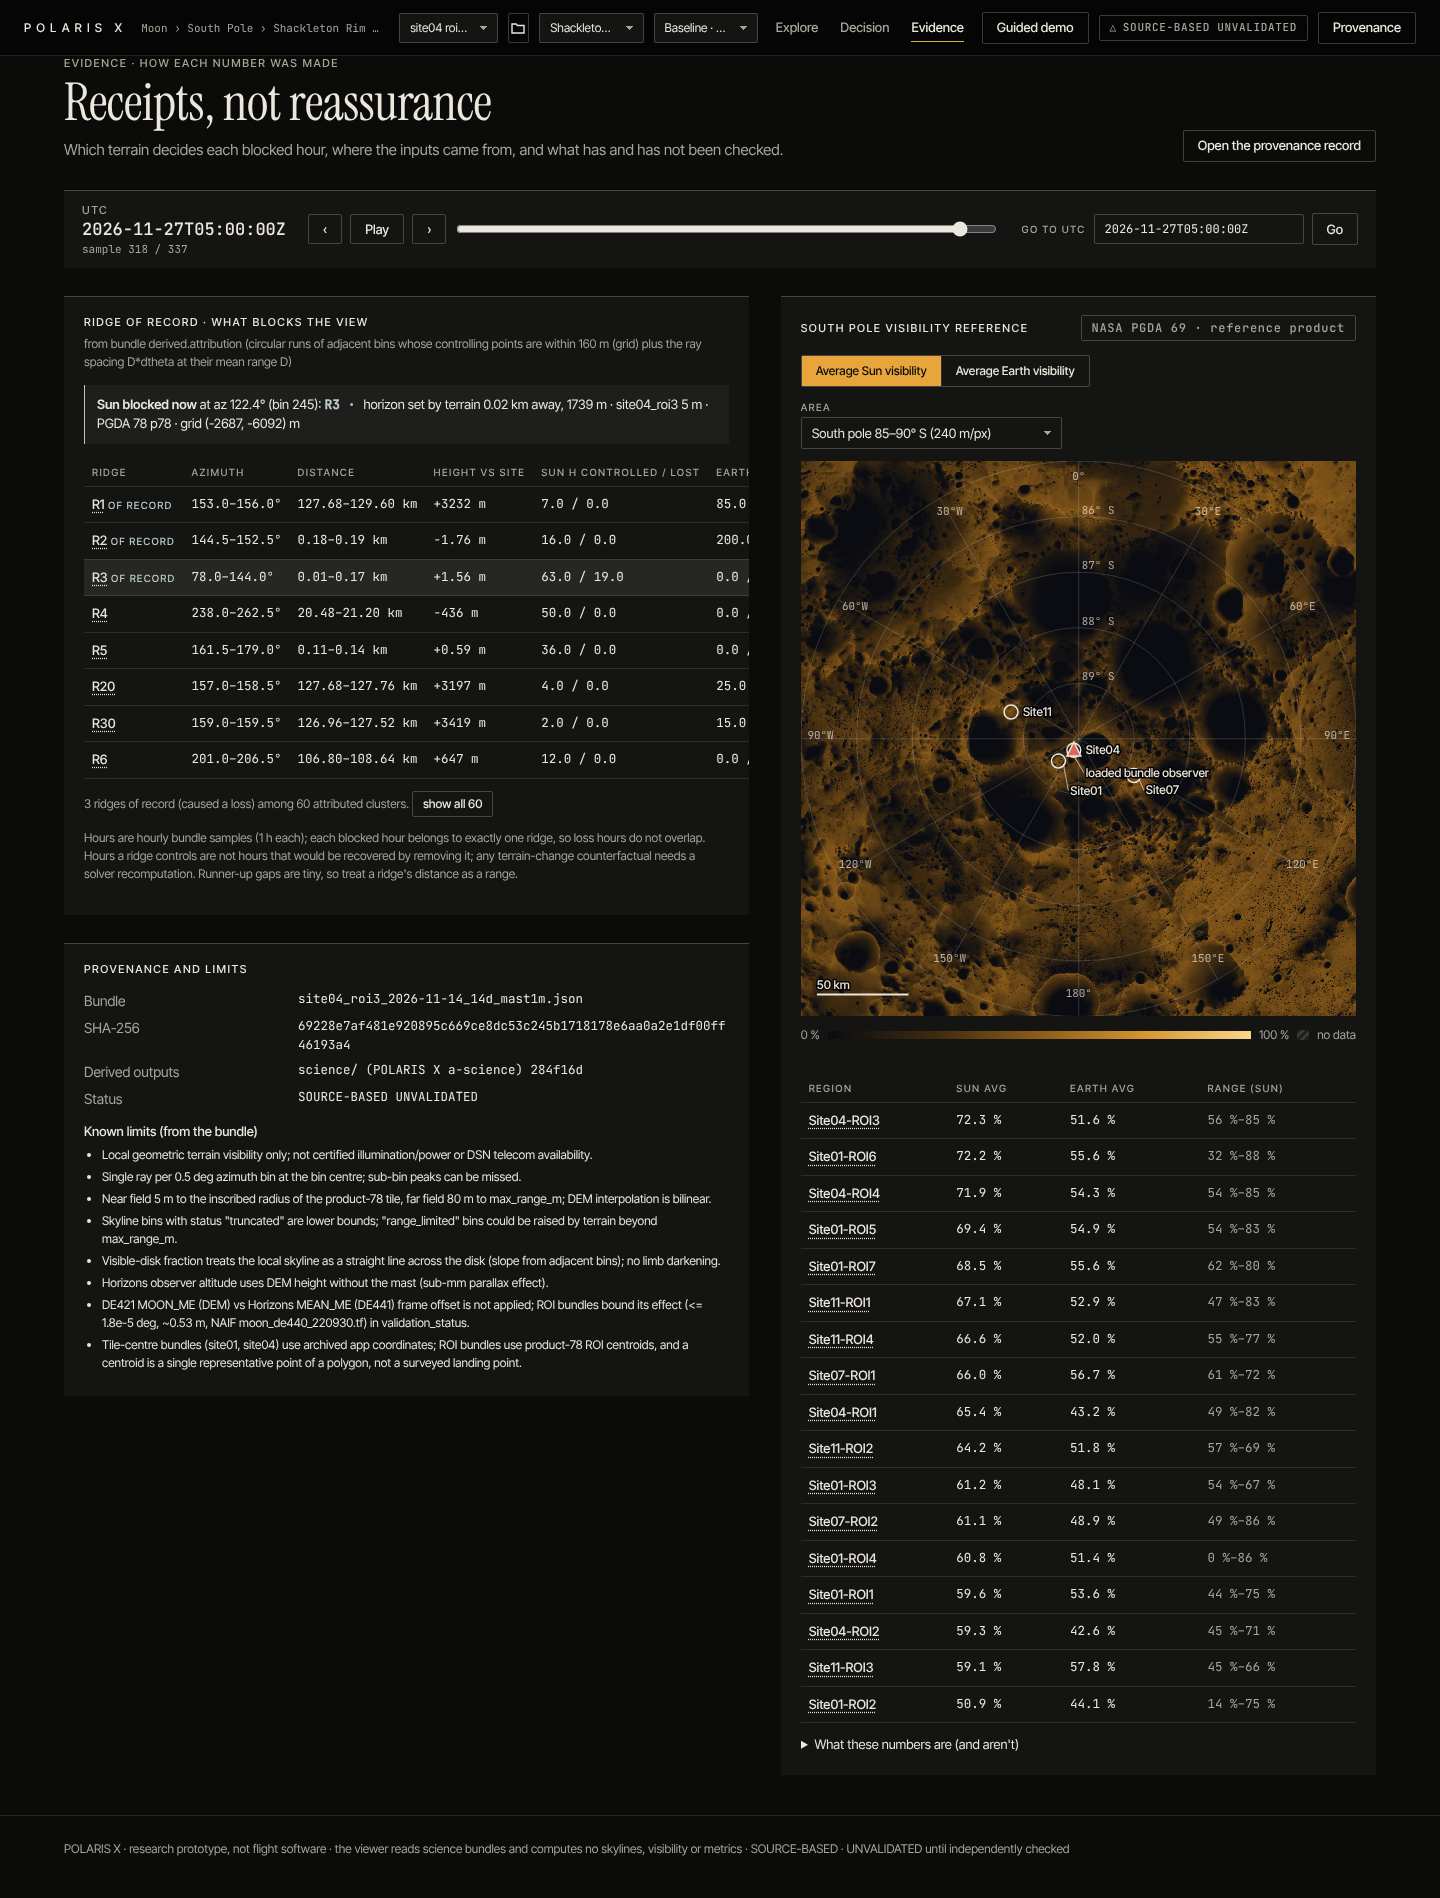 POLARIS X
Moon › South Pole › Shackleton Rim …
site04 roi…
Shackleto…
Baseline · …
Explore
Decision
Evidence
Guided demo
△ SOURCE-BASED UNVALIDATED
Provenance
EVIDENCE · HOW EACH NUMBER WAS MADE
Receipts, not reassurance
Which terrain decides each blocked hour, where the inputs came from, and what has and has not been checked.
Open the provenance record
UTC
2026-11-27T05:00:00Z
sample 318 / 337
‹
Play
›
GO TO UTC
2026-11-27T05:00:00Z
Go
RIDGE OF RECORD · WHAT BLOCKS THE VIEW
from bundle derived.attribution (circular runs of adjacent bins whose controlling points are within 160 m (grid) plus the ray
spacing D*dtheta at their mean range D)
Sun blocked now at az 122.4° (bin 245): R3 · horizon set by terrain 0.02 km away, 1739 m · site04_roi3 5 m ·
PGDA 78 p78 · grid (-2687, -6092) m
RIDGE AZIMUTH DISTANCE HEIGHT VS SITE SUN H CONTROLLED / LOST EARTH
R1 OF RECORD 153.0–156.0° 127.68–129.60 km +3232 m 7.0 / 0.0 85.0
R2 OF RECORD 144.5–152.5° 0.18–0.19 km -1.76 m 16.0 / 0.0 200.0
R3 OF RECORD 78.0–144.0° 0.01–0.17 km +1.56 m 63.0 / 19.0 0.0 /
R4 238.0–262.5° 20.48–21.20 km -436 m 50.0 / 0.0 0.0 /
R5 161.5–179.0° 0.11–0.14 km +0.59 m 36.0 / 0.0 0.0 /
R20 157.0–158.5° 127.68–127.76 km +3197 m 4.0 / 0.0 25.0
R30 159.0–159.5° 126.96–127.52 km +3419 m 2.0 / 0.0 15.0
R6 201.0–206.5° 106.80–108.64 km +647 m 12.0 / 0.0 0.0 /
3 ridges of record (caused a loss) among 60 attributed clusters. show all 60
Hours are hourly bundle samples (1 h each); each blocked hour belongs to exactly one ridge, so loss hours do not overlap.
Hours a ridge controls are not hours that would be recovered by removing it; any terrain-change counterfactual needs a
solver recomputation. Runner-up gaps are tiny, so treat a ridge's distance as a range.
PROVENANCE AND LIMITS
Bundle site04_roi3_2026-11-14_14d_mast1m.json
SHA-256 69228e7af481e920895c669ce8dc53c245b1718178e6aa0a2e1df00ff
46193a4
Derived outputs science/ (POLARIS X a-science) 284f16d
Status SOURCE-BASED UNVALIDATED
Known limits (from the bundle)
• Local geometric terrain visibility only; not certified illumination/power or DSN telecom availability.
• Single ray per 0.5 deg azimuth bin at the bin centre; sub-bin peaks can be missed.
• Near field 5 m to the inscribed radius of the product-78 tile, far field 80 m to max_range_m; DEM interpolation is bilinear.
• Skyline bins with status "truncated" are lower bounds; "range_limited" bins could be raised by terrain beyond
max_range_m.
• Visible-disk fraction treats the local skyline as a straight line across the disk (slope from adjacent bins); no limb darkening.
• Horizons observer altitude uses DEM height without the mast (sub-mm parallax effect).
• DE421 MOON_ME (DEM) vs Horizons MEAN_ME (DE441) frame offset is not applied; ROI bundles bound its effect (<=
1.8e-5 deg, ~0.53 m, NAIF moon_de440_220930.tf) in validation_status.
• Tile-centre bundles (site01, site04) use archived app coordinates; ROI bundles use product-78 ROI centroids, and a
centroid is a single representative point of a polygon, not a surveyed landing point.
SOUTH POLE VISIBILITY REFERENCE
NASA PGDA 69 · reference product
Average Sun visibility
Average Earth visibility
AREA
South pole 85–90° S (240 m/px)
0°
30°W
86° S
30°E
87° S
60°W
60°E
88° S
89° S
Site11
90°W
90°E
Site04
loaded bundle observer
Site01
Site07
120°W
120°E
150°W
150°E
50 km
180°
0 %
100 %
no data
REGION SUN AVG EARTH AVG RANGE (SUN)
Site04-ROI3 72.3 % 51.6 % 56 %–85 %
Site01-ROI6 72.2 % 55.6 % 32 %–88 %
Site04-ROI4 71.9 % 54.3 % 54 %–85 %
Site01-ROI5 69.4 % 54.9 % 54 %–83 %
Site01-ROI7 68.5 % 55.6 % 62 %–80 %
Site11-ROI1 67.1 % 52.9 % 47 %–83 %
Site11-ROI4 66.6 % 52.0 % 55 %–77 %
Site07-ROI1 66.0 % 56.7 % 61 %–72 %
Site04-ROI1 65.4 % 43.2 % 49 %–82 %
Site11-ROI2 64.2 % 51.8 % 57 %–69 %
Site01-ROI3 61.2 % 48.1 % 54 %–67 %
Site07-ROI2 61.1 % 48.9 % 49 %–86 %
Site01-ROI4 60.8 % 51.4 % 0 %–86 %
Site01-ROI1 59.6 % 53.6 % 44 %–75 %
Site04-ROI2 59.3 % 42.6 % 45 %–71 %
Site11-ROI3 59.1 % 57.8 % 45 %–66 %
Site01-ROI2 50.9 % 44.1 % 14 %–75 %
▶ What these numbers are (and aren't)
POLARIS X · research prototype, not flight software · the viewer reads science bundles and computes no skylines, visibility or metrics · SOURCE-BASED · UNVALIDATED until independently checked